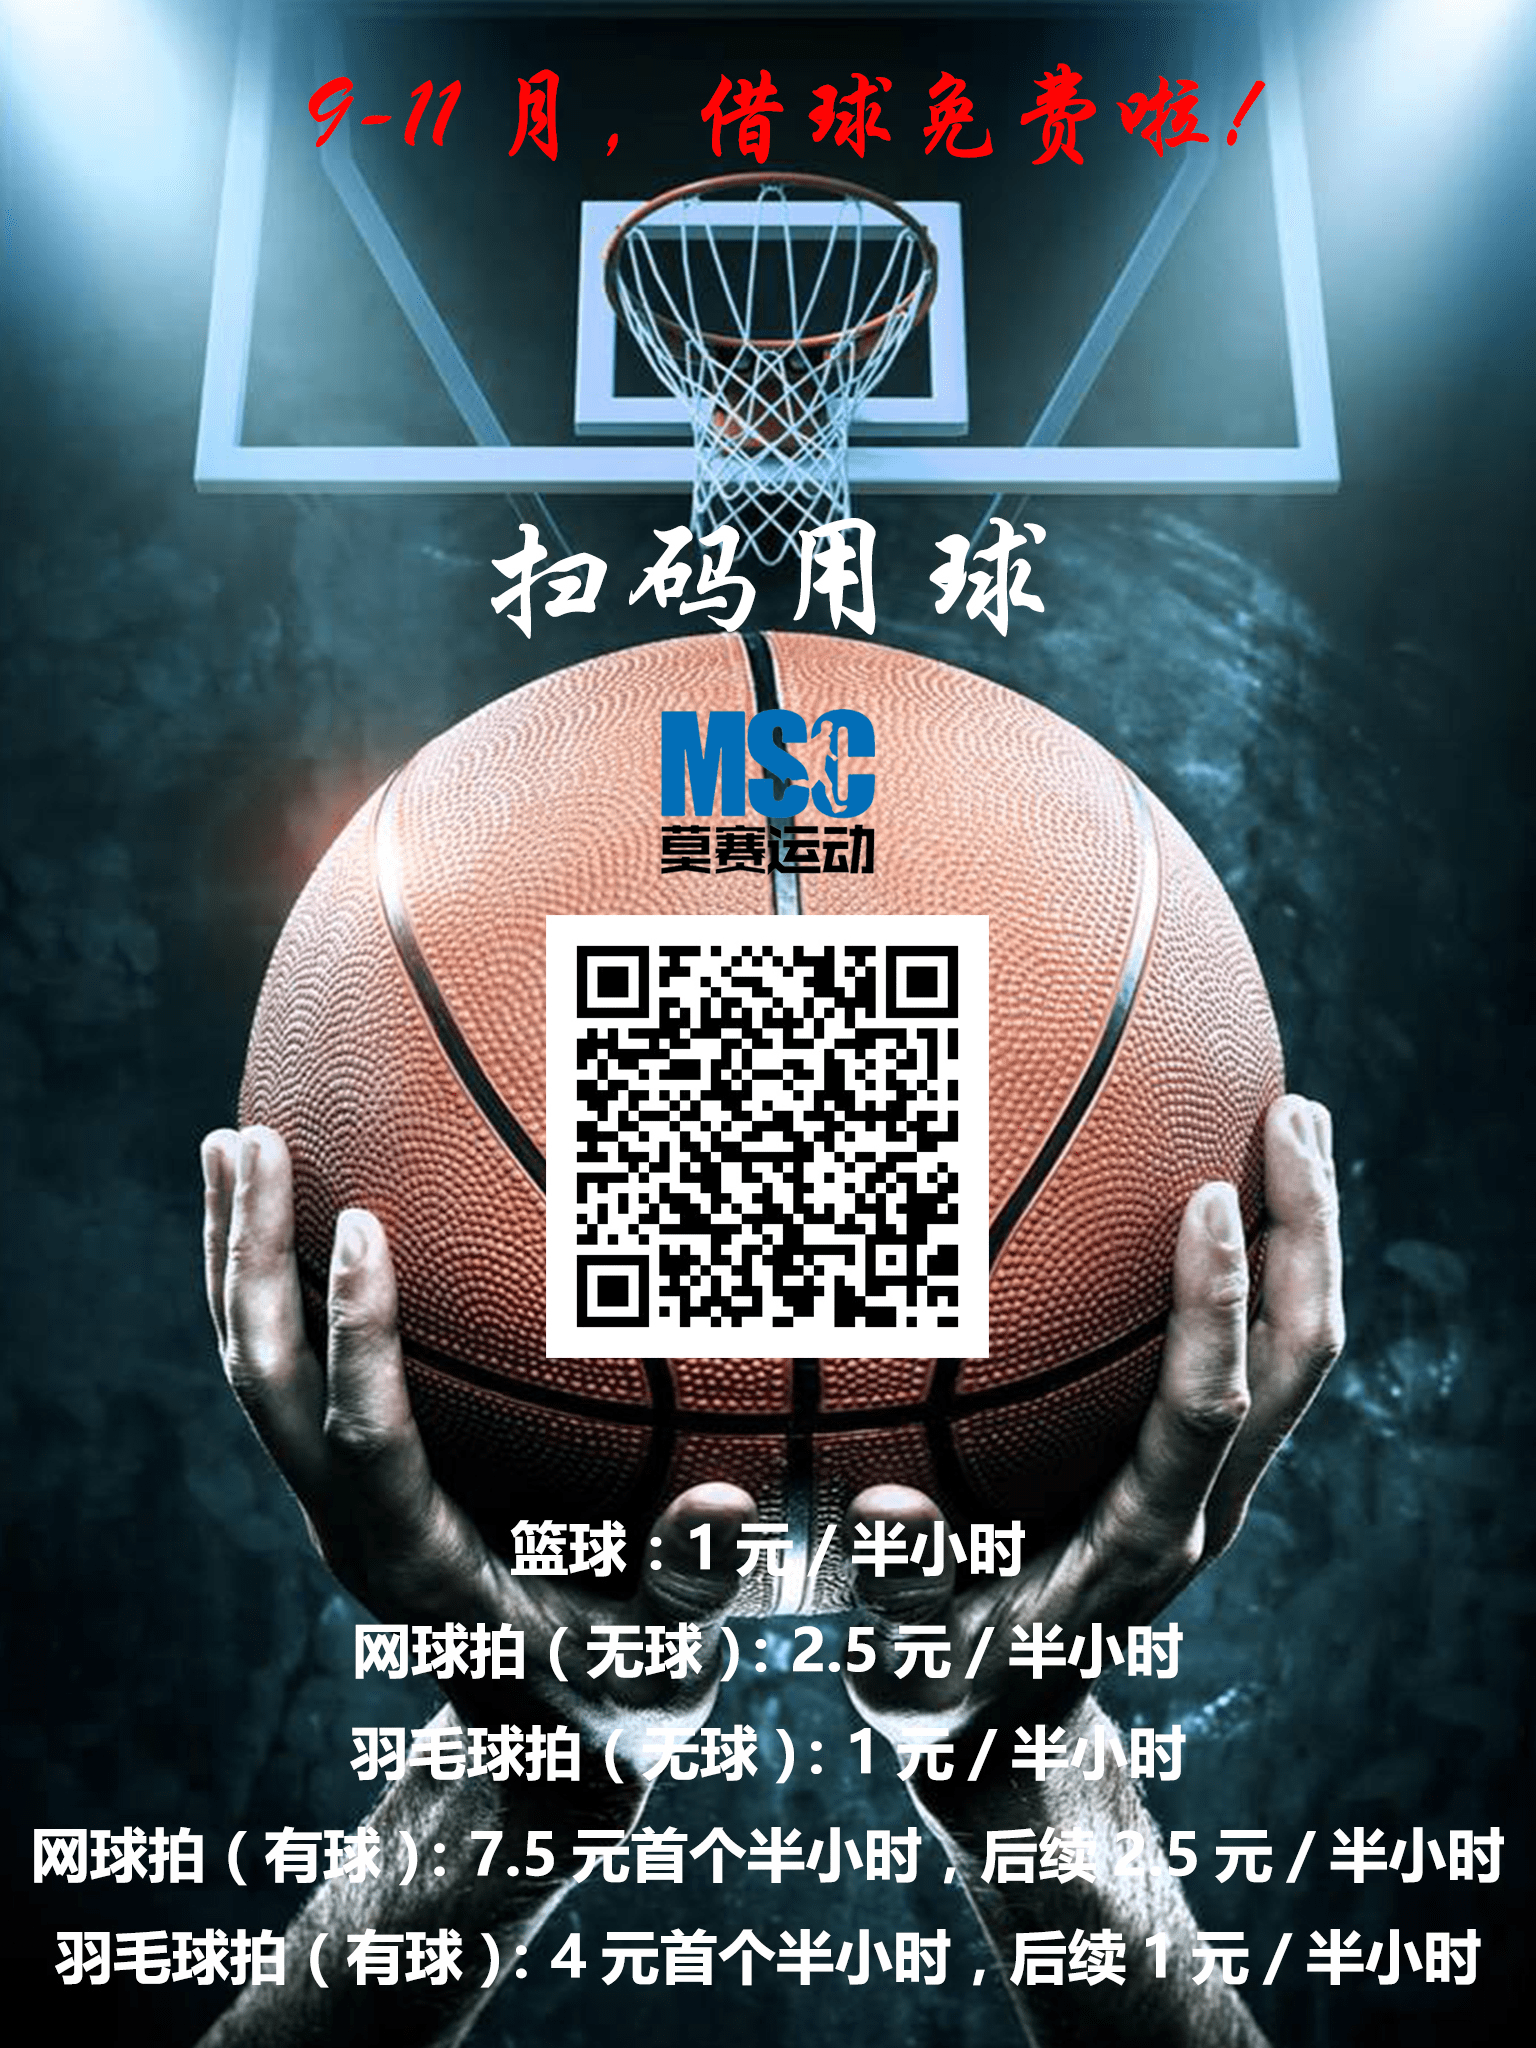 9-11 月，借球免费啦！
扫码用球
MSC
莫赛运动
篮球：1 元 / 半小时
网球拍（无球）：2.5 元 / 半小时
羽毛球拍（无球）：1 元 / 半小时
网球拍（有球）：7.5 元首个半小时，后续 2.5 元 / 半小时
羽毛球拍（有球）：4 元首个半小时，后续 1 元 / 半小时